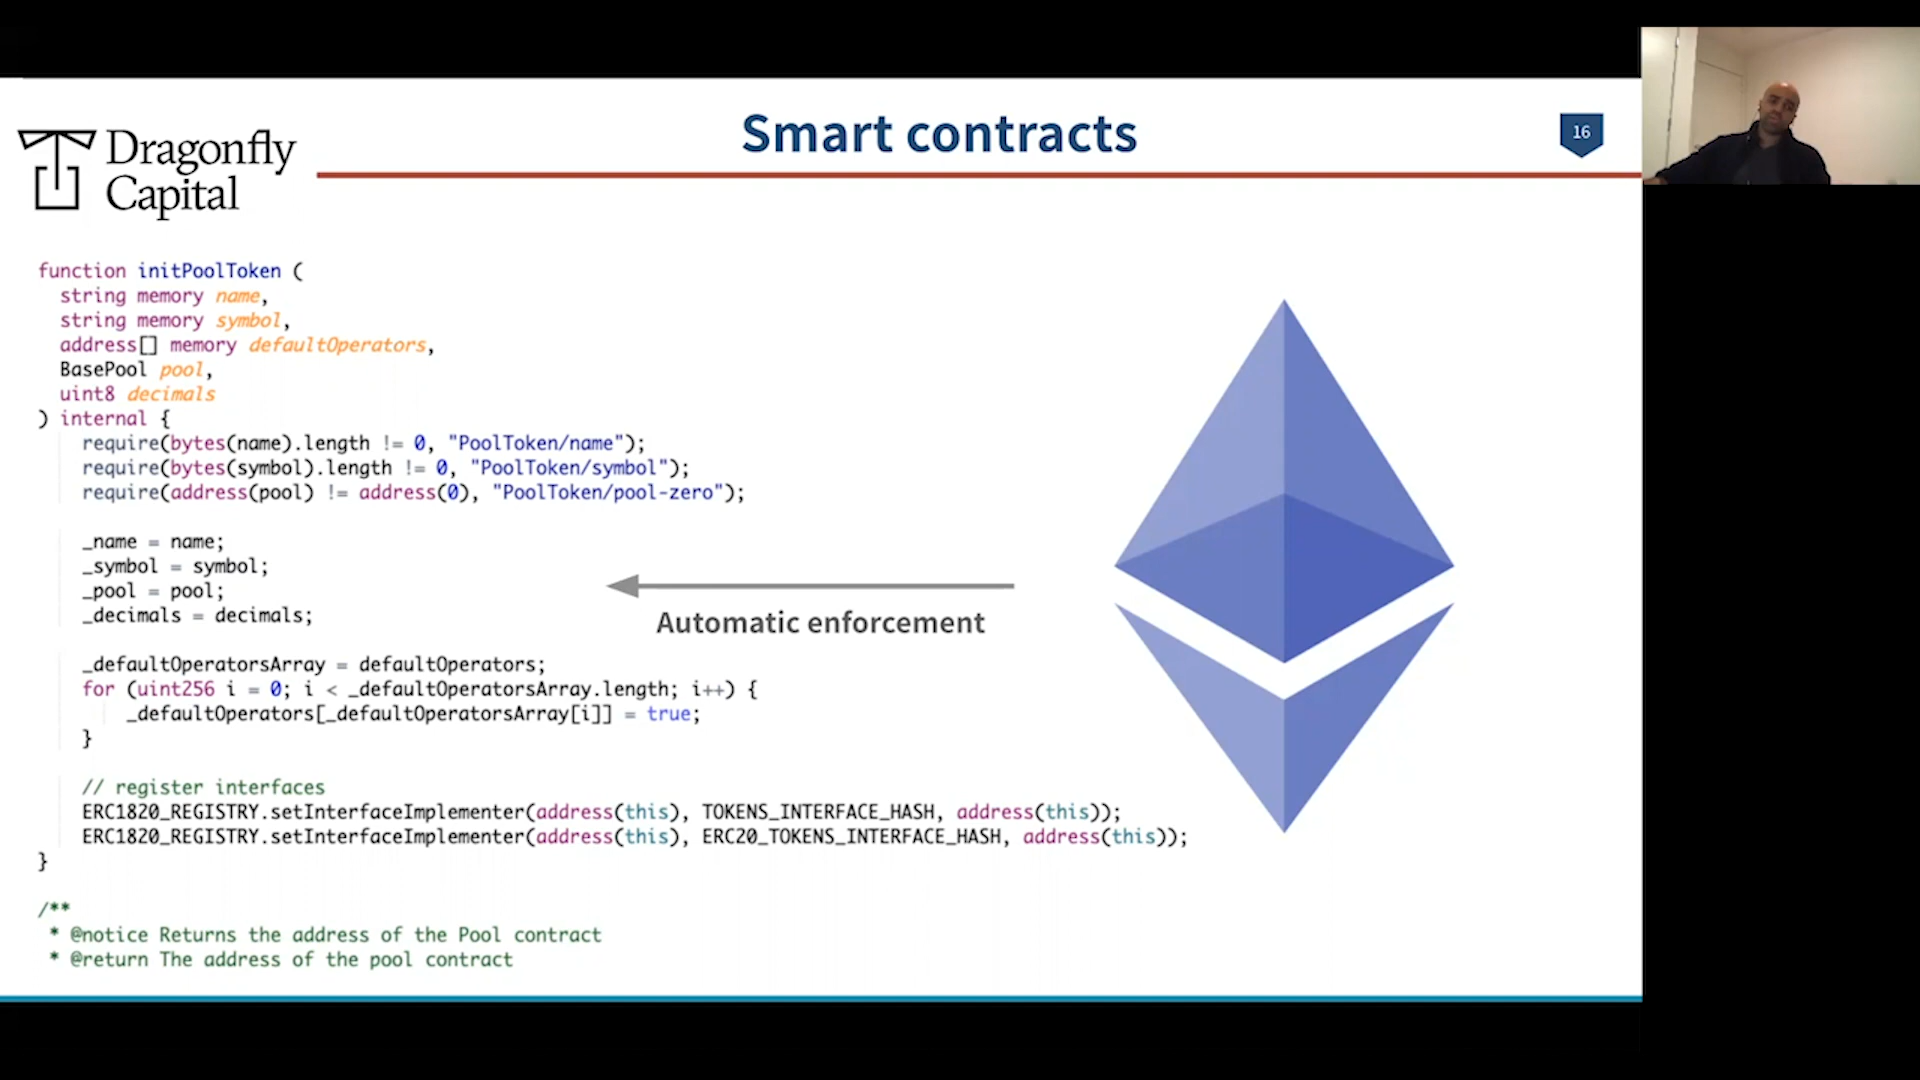 Smart contracts
16
Dragonfly
Capital
function initPoolToken (
string memory name,
string memory symbol,
address[] memory defaultOperators,
BasePool pool,
uint8 decimals
) internal {
require(bytes(name).length != 0, "PoolToken/name");
require(bytes(symbol).length != 0, "PoolToken/symbol");
require(address(pool) != address(0), "PoolToken/pool-zero");
_name = name;
_symbol = symbol;
_pool = pool;
_decimals = decimals;
Automatic enforcement
_defaultOperatorsArray = defaultOperators;
for (uint256 i = 0; i < _defaultOperatorsArray.length; i++) {
_defaultOperators[_defaultOperatorsArray[i]] = true;
}
// register interfaces
ERC1820_REGISTRY.setInterfaceImplementer(address(this), TOKENS_INTERFACE_HASH, address(this));
ERC1820_REGISTRY.setInterfaceImplementer(address(this), ERC20_TOKENS_INTERFACE_HASH, address(this));
}
/**
* @notice Returns the address of the Pool contract
* @return The address of the pool contract